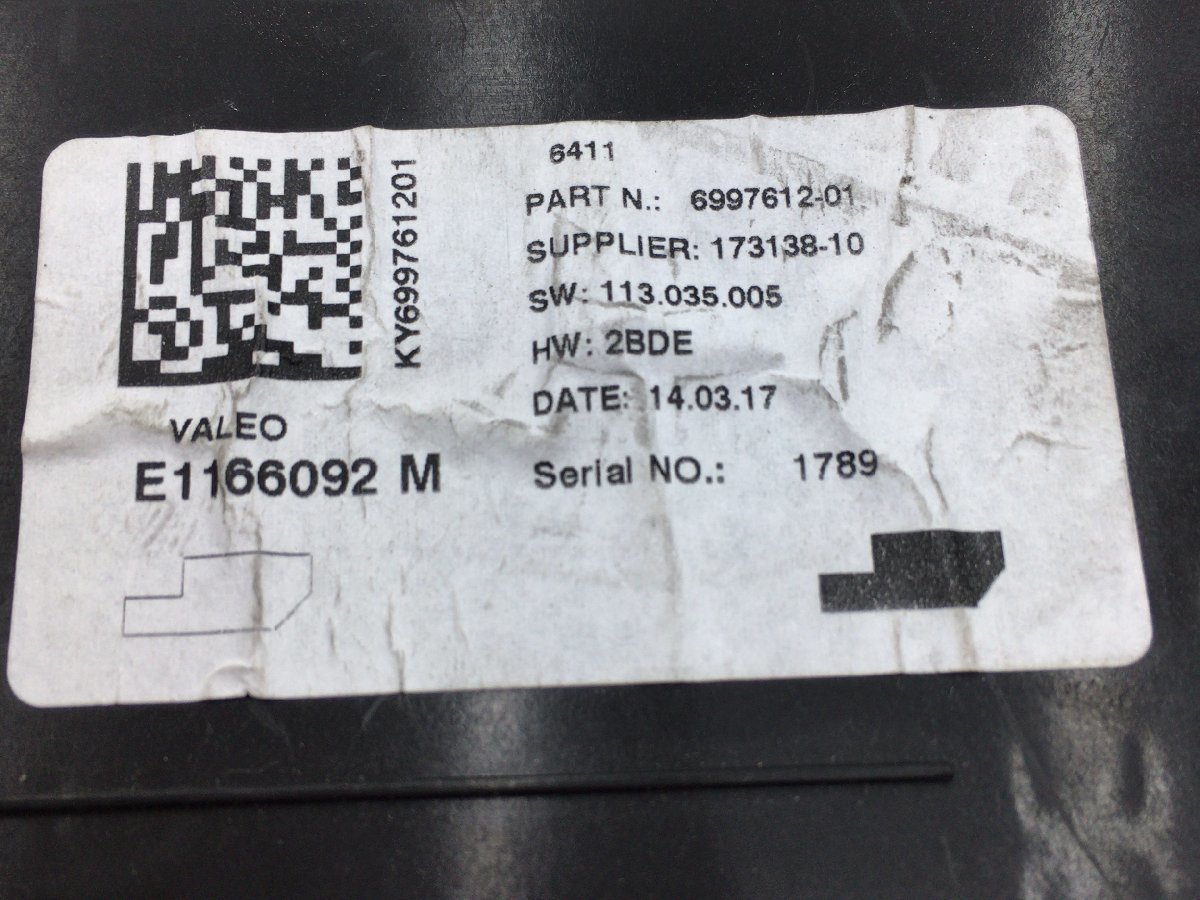 KY699761201
6411
PART N.: 6997612-01
SUPPLIER: 173138-10
SW: 113.035.005
HW: 2BDE
DATE: 14.03.17
Serial NO.: 1789
VALEO
E1166092 M